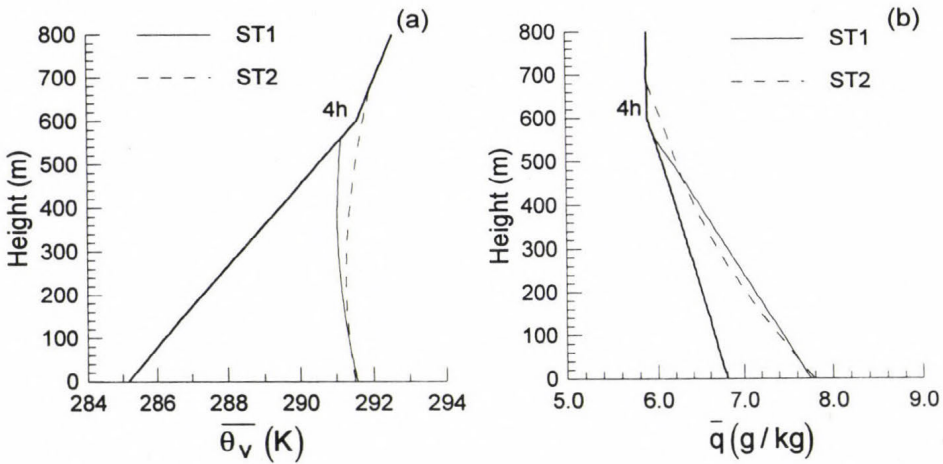 (a)
ST1
ST2
4h
800
700
600
500
400
300
200
100
0
Height (m)
284 286 288 290 292 294
θ̅_v̅ (K)
(b)
ST1
ST2
4h
800
700
600
500
400
300
200
100
0
Height (m)
5.0 6.0 7.0 8.0 9.0
q̅ (g / kg)